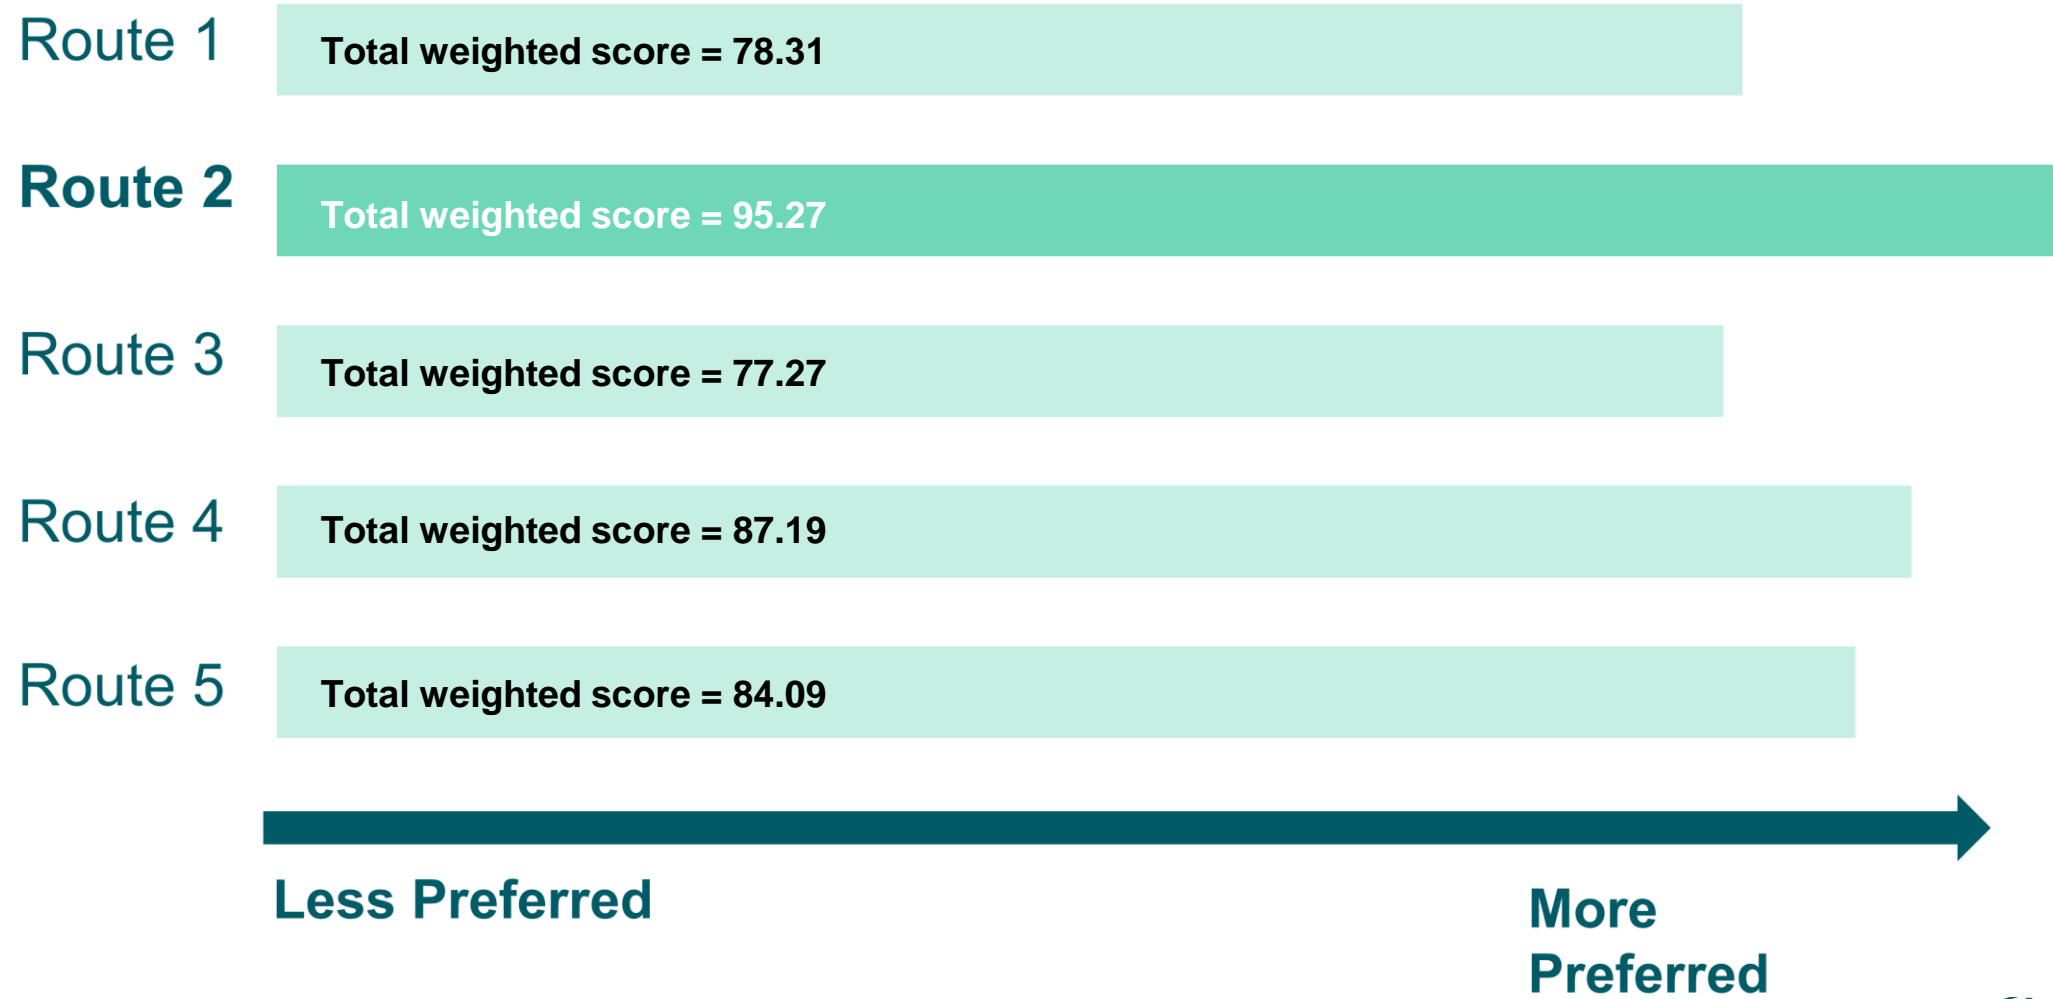 Route 1
Total weighted score = 78.31
Route 2
Total weighted score = 95.27
Route 3
Total weighted score = 77.27
Route 4
Total weighted score = 87.19
Route 5
Total weighted score = 84.09
Less Preferred
More
Preferred